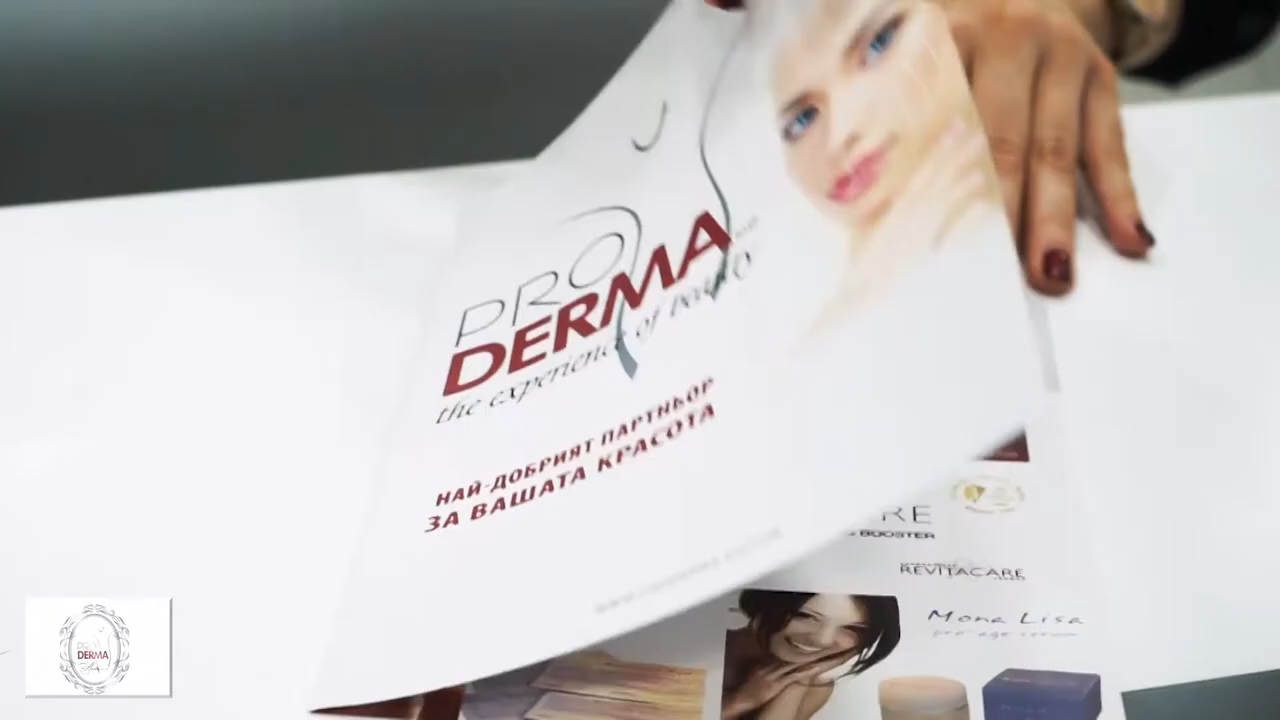 PRO
DERMA
the experience of beauty
НАЙ-ДОБРИЯТ ПАРТНЬОР
ЗА ВАШАТА КРАСОТА
RE
BOOSTER
REVITACARE
Mona Lisa
PRO
DERMA